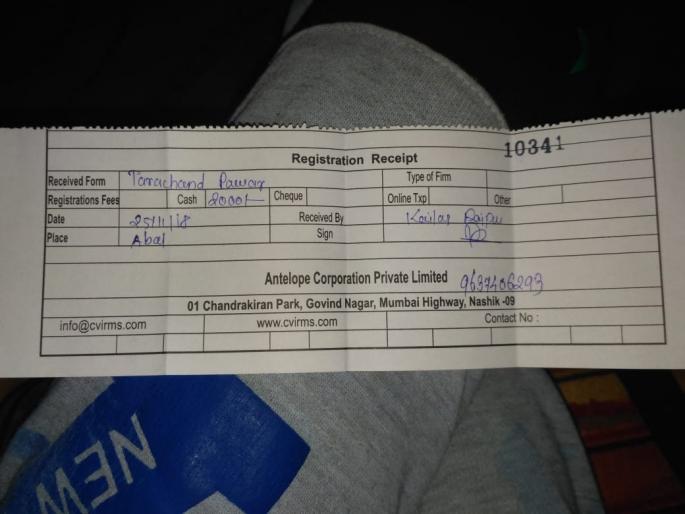 Registration Receipt 10341
Received Form Tarrachand Pawar Type of Firm
Registrations Fees Cash 2000/- Cheque Online Txp Other
Date 25/11/18 Received By Kailas
Place Abal Sign
Antelope Corporation Private Limited 9637406293
01 Chandrakiran Park, Govind Nagar, Mumbai Highway, Nashik -09
info@cvirms.com www.cvirms.com Contact No :
NEW